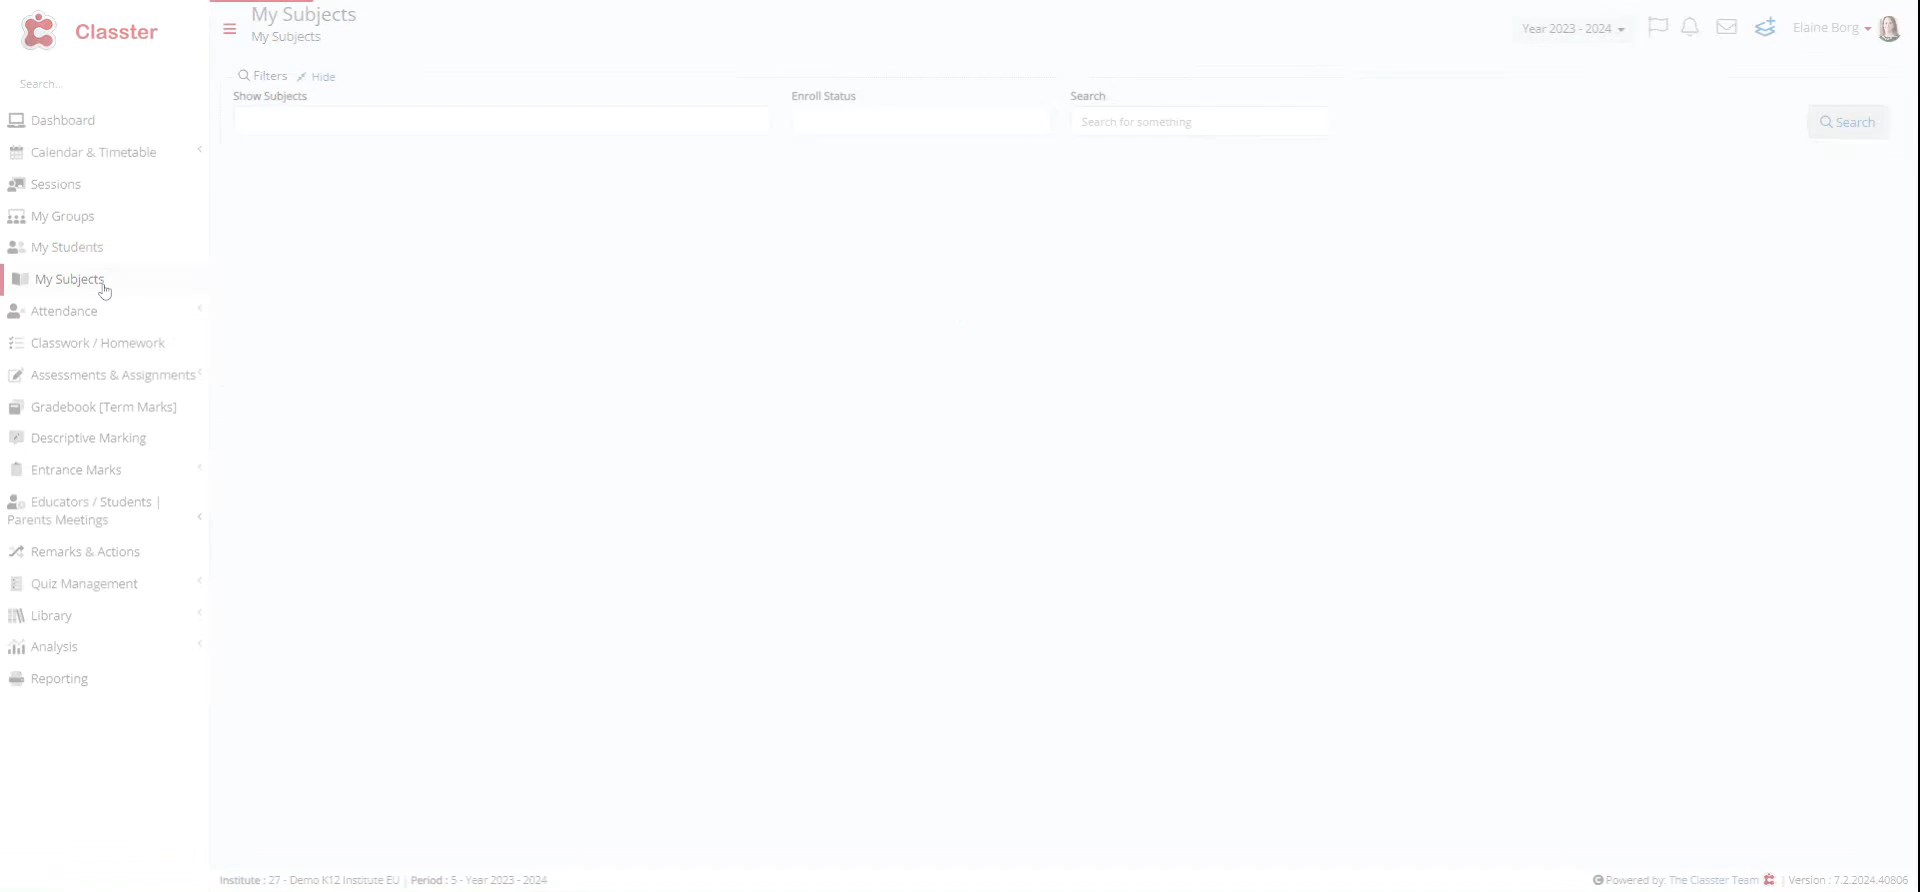 Classter
My Subjects
My Subjects
Year 2023 - 2024
Elaine Borg
Search...
Dashboard
Calendar & Timetable
Sessions
My Groups
My Students
My Subjects
Attendance
Classwork / Homework
Assessments & Assignments
Gradebook [Term Marks]
Descriptive Marking
Entrance Marks
Educators / Students |
Parents Meetings
Remarks & Actions
Quiz Management
Library
Analysis
Reporting
Filters Hide
Show Subjects
Enroll Status
Search
Search for something
Search
Institute : 27 - Demo K12 Institute EU | Period : 5 - Year 2023 - 2024
Powered by: The Classter Team | Version : 7.2.2024.40806